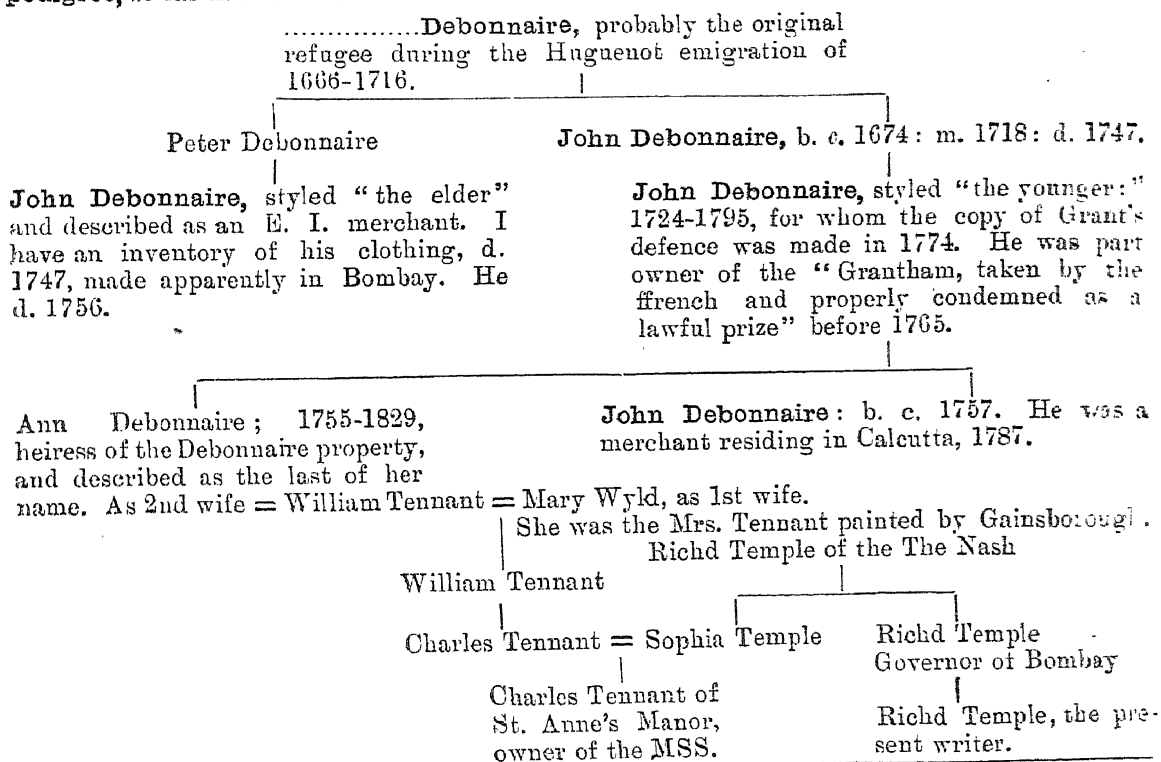 ................Debonnaire, probably the original
refugee during the Huguenot emigration of
1666-1716.
Peter Debonnaire
John Debonnaire, b. c. 1674: m. 1718: d. 1747.
John Debonnaire, styled "the elder"
and described as an E. I. merchant. I
have an inventory of his clothing, d.
1747, made apparently in Bombay. He
d. 1756.
John Debonnaire, styled "the younger:"
1724-1795, for whom the copy of Grant's
defence was made in 1774. He was part
owner of the "Grantham, taken by the
ffrench and properly condemned as a
lawful prize" before 1765.
Ann Debonnaire; 1755-1829,
heiress of the Debonnaire property,
and described as the last of her
name. As 2nd wife = William Tennant = Mary Wyld, as 1st wife.
John Debonnaire: b. c. 1757. He was a
merchant residing in Calcutta, 1787.
She was the Mrs. Tennant painted by Gainsborough.
Richd Temple of the The Nash
William Tennant
Charles Tennant = Sophia Temple
Richd Temple
Governor of Bombay
Charles Tennant of
St. Anne's Manor,
owner of the MSS.
Richd Temple, the pre-
sent writer.